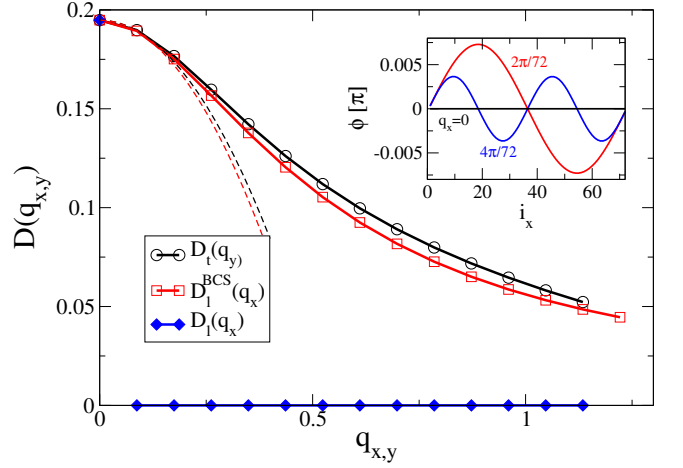 0.2
0.15
0.1
0.05
0
D(q_{x,y})
0
0.5
1
q_{x,y}
D_t(q_y)
D_l^{BCS}(q_x)
D_l(q_x)
0.005
0
-0.005
ϕ [π]
2π/72
q_x=0
4π/72
0
20
40
60
i_x